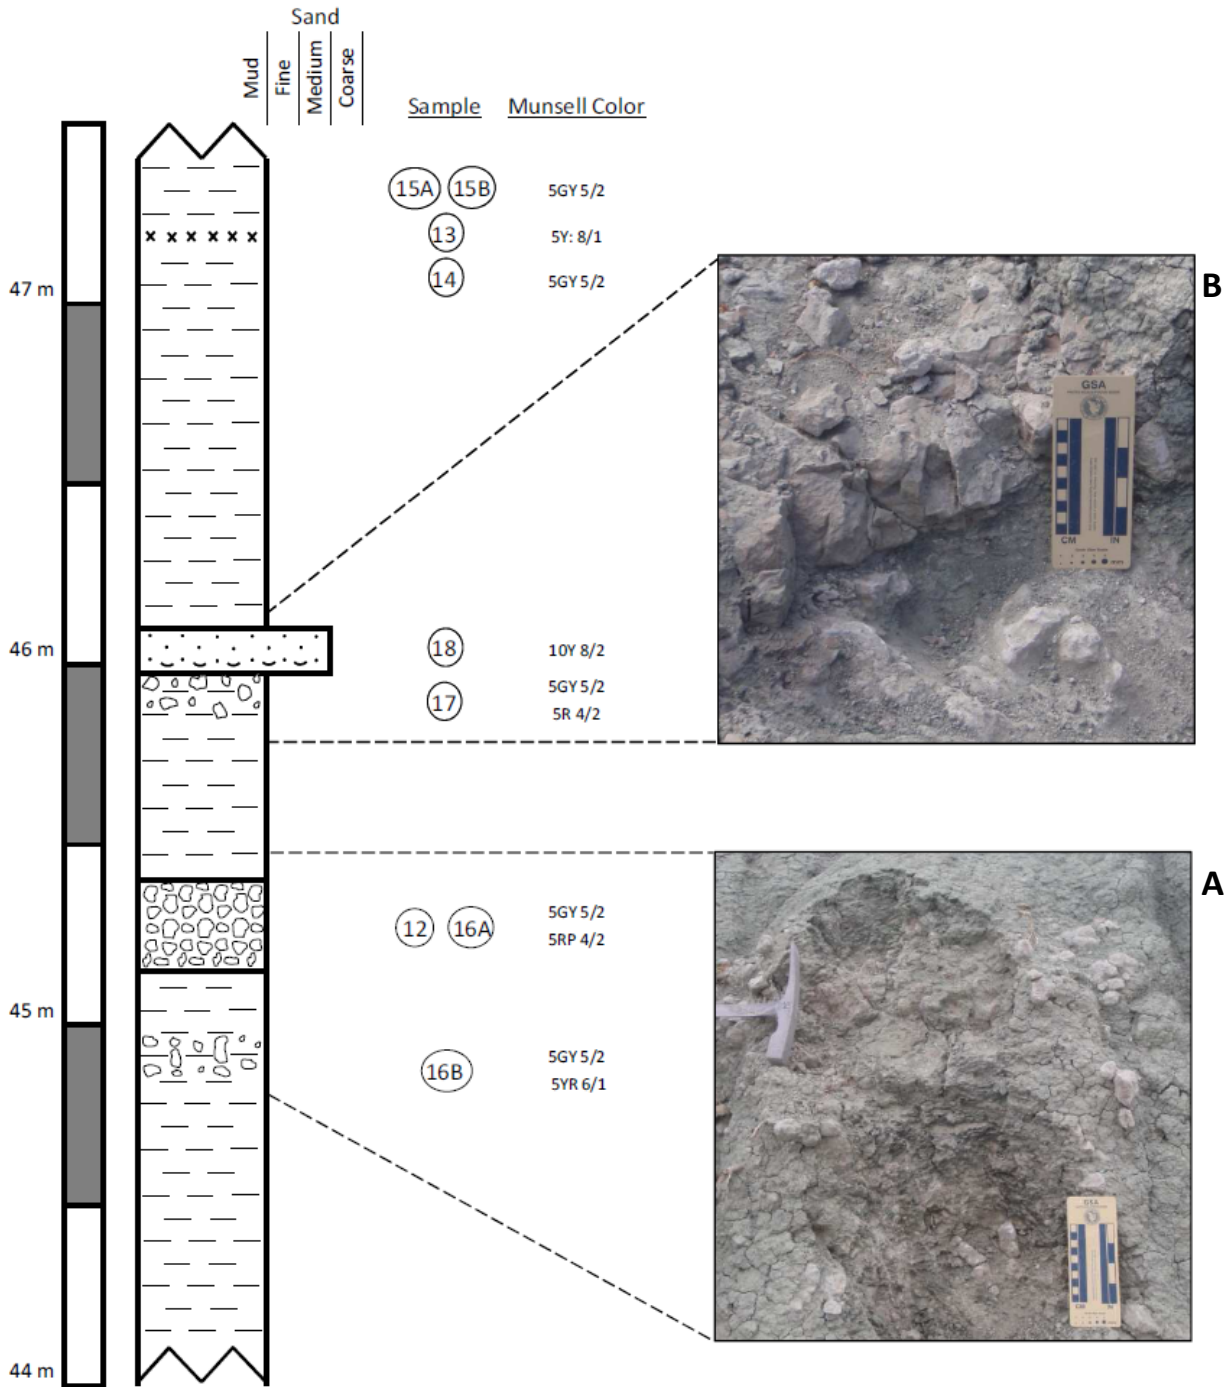 Sand
Mud
Fine
Medium
Coarse
Sample Munsell Color
15A 15B 5GY 5/2
13 5Y: 8/1
14 5GY 5/2
47 m
B
GSA
CM IN
46 m
18 10Y 8/2
17 5GY 5/2
5R 4/2
A
12 16A 5GY 5/2
5RP 4/2
45 m
16B 5GY 5/2
5YR 6/1
GSA
CM IN
44 m